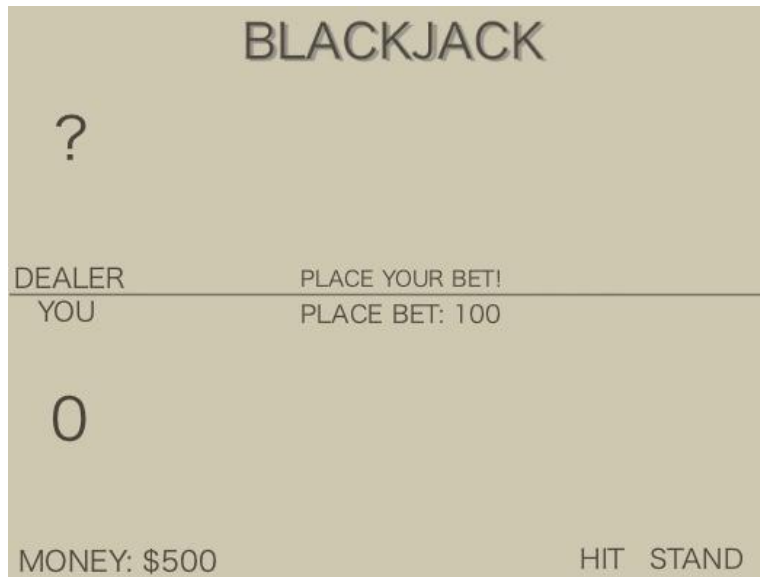 BLACKJACK
?
DEALER
PLACE YOUR BET!
YOU
PLACE BET: 100
0
MONEY: $500
HIT STAND